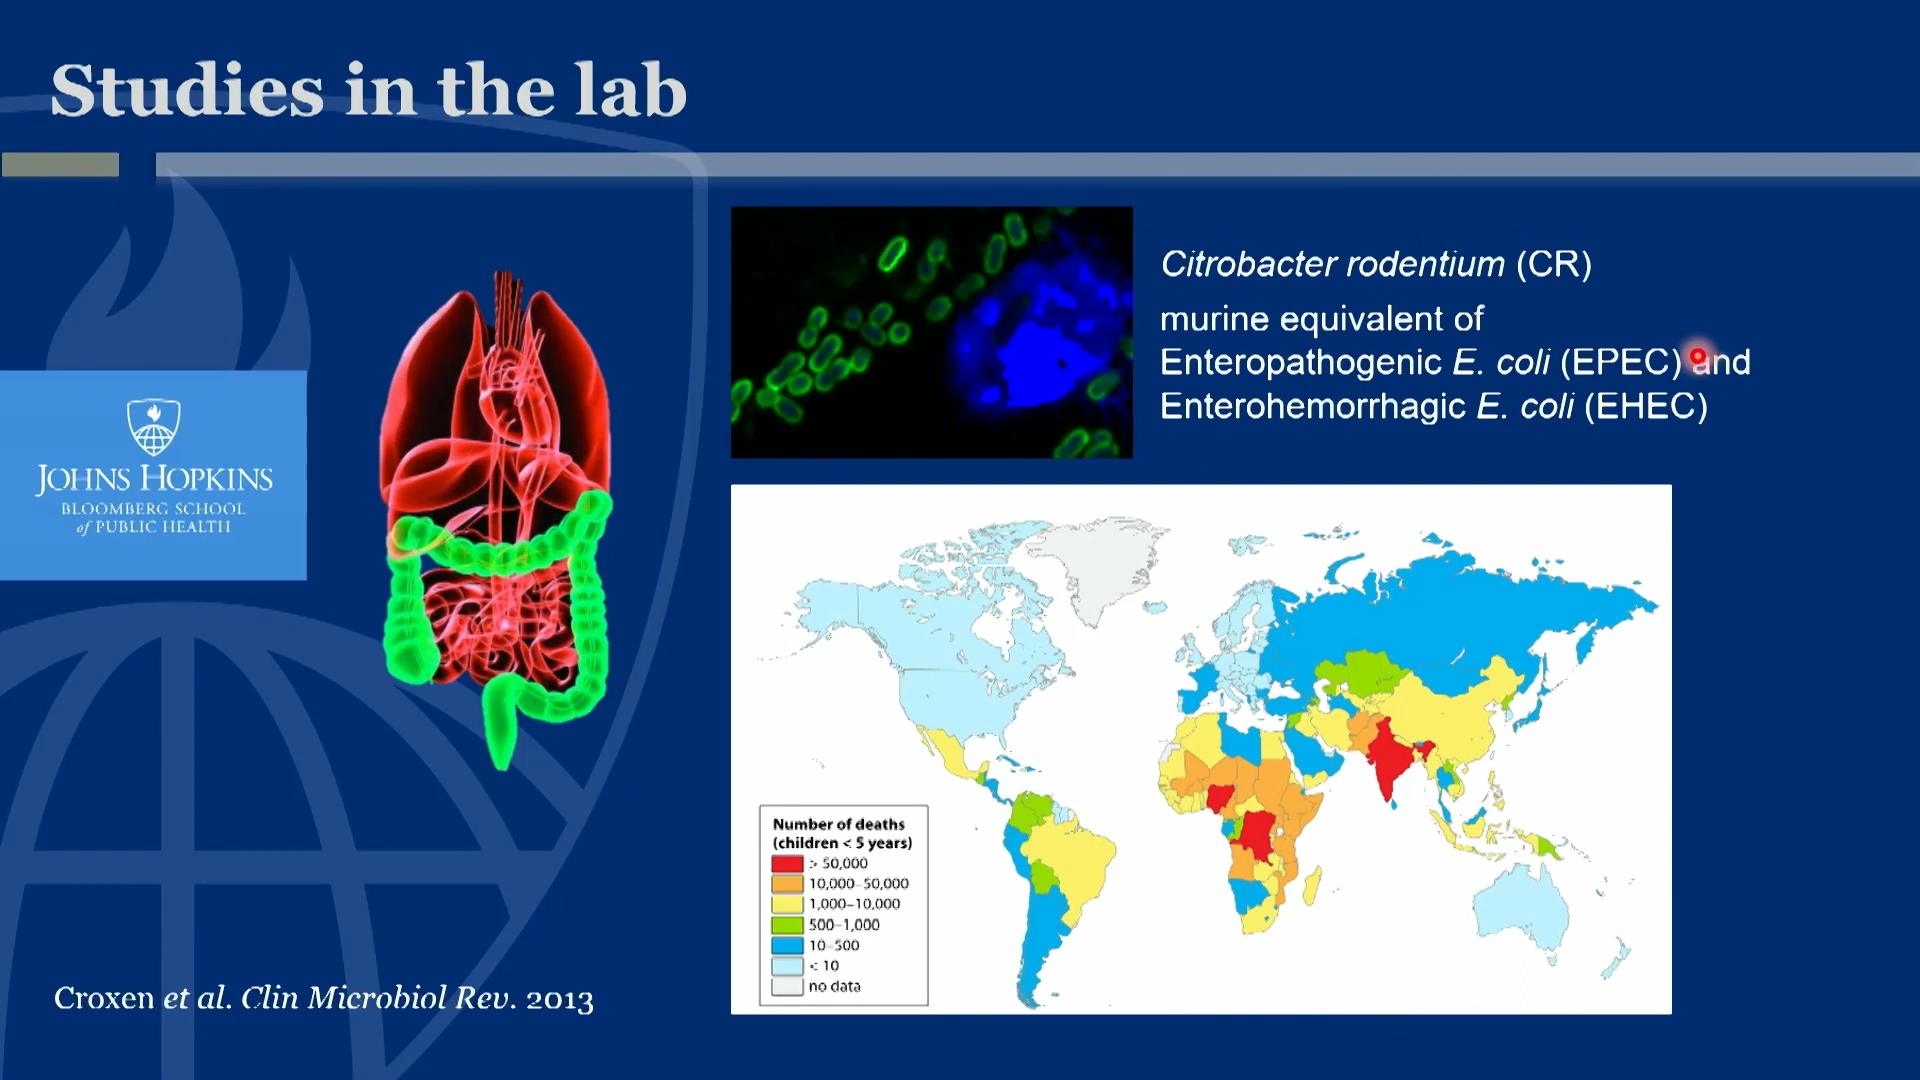 Studies in the lab
Citrobacter rodentium (CR)
murine equivalent of
Enteropathogenic E. coli (EPEC) and
Enterohemorrhagic E. coli (EHEC)
JOHNS HOPKINS
BLOOMBERG SCHOOL
of PUBLIC HEALTH
Number of deaths
(children < 5 years)
> 50,000
10,000–50,000
1,000–10,000
500–1,000
10–500
< 10
no data
Croxen et al. Clin Microbiol Rev. 2013